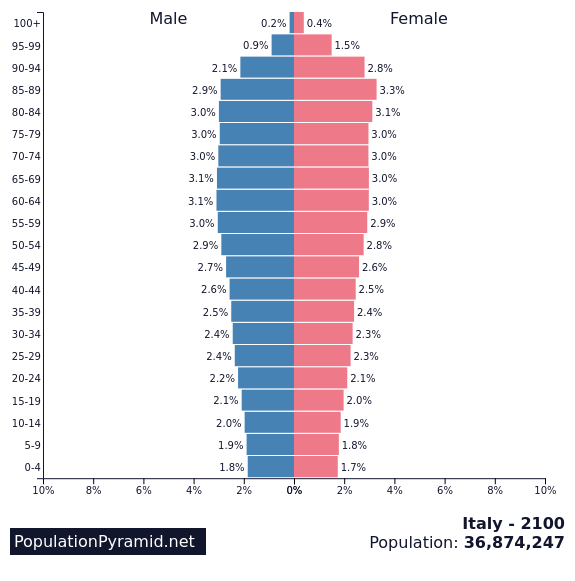 Male Female
100+ 0.2% 0.4%
95-99 0.9% 1.5%
90-94 2.1% 2.8%
85-89 2.9% 3.3%
80-84 3.0% 3.1%
75-79 3.0% 3.0%
70-74 3.0% 3.0%
65-69 3.1% 3.0%
60-64 3.1% 3.0%
55-59 3.0% 2.9%
50-54 2.9% 2.8%
45-49 2.7% 2.6%
40-44 2.6% 2.5%
35-39 2.5% 2.4%
30-34 2.4% 2.3%
25-29 2.4% 2.3%
20-24 2.2% 2.1%
15-19 2.1% 2.0%
10-14 2.0% 1.9%
5-9 1.9% 1.8%
0-4 1.8% 1.7%
10% 8% 6% 4% 2% 0% 2% 4% 6% 8% 10%
Italy - 2100
PopulationPyramid.net Population: 36,874,247